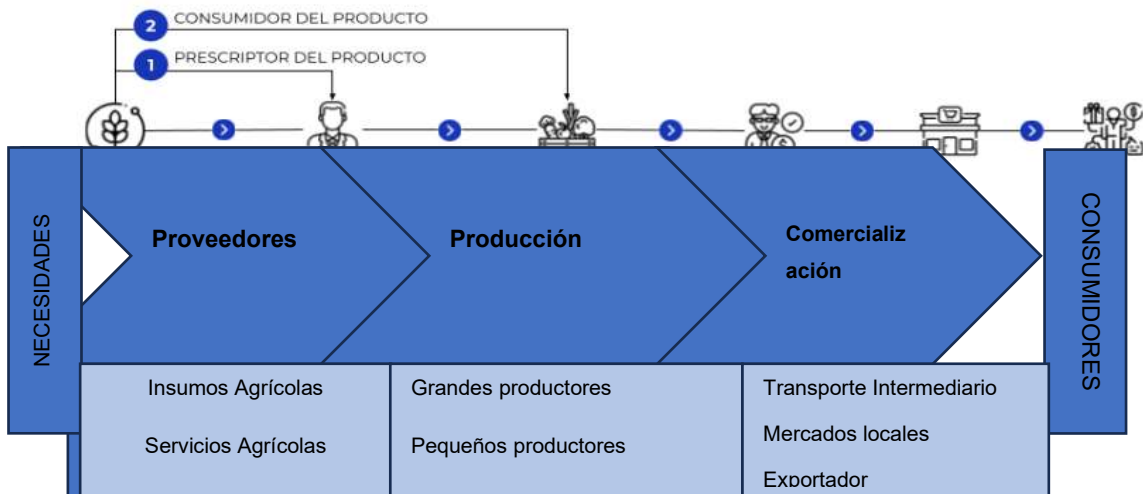 2 CONSUMIDOR DEL PRODUCTO
1 PRESCRIPTOR DEL PRODUCTO
NECESIDADES
Proveedores
Producción
Comercializ
ación
CONSUMIDORES
Insumos Agrícolas
Servicios Agrícolas
Grandes productores
Pequeños productores
Transporte Intermediario
Mercados locales
Exportador